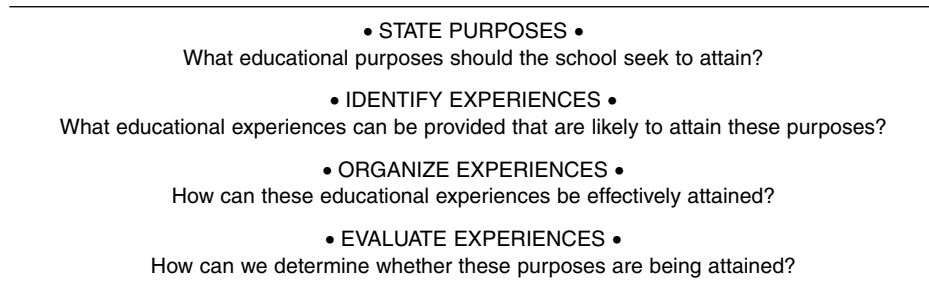 • STATE PURPOSES •
What educational purposes should the school seek to attain?
• IDENTIFY EXPERIENCES •
What educational experiences can be provided that are likely to attain these purposes?
• ORGANIZE EXPERIENCES •
How can these educational experiences be effectively attained?
• EVALUATE EXPERIENCES •
How can we determine whether these purposes are being attained?